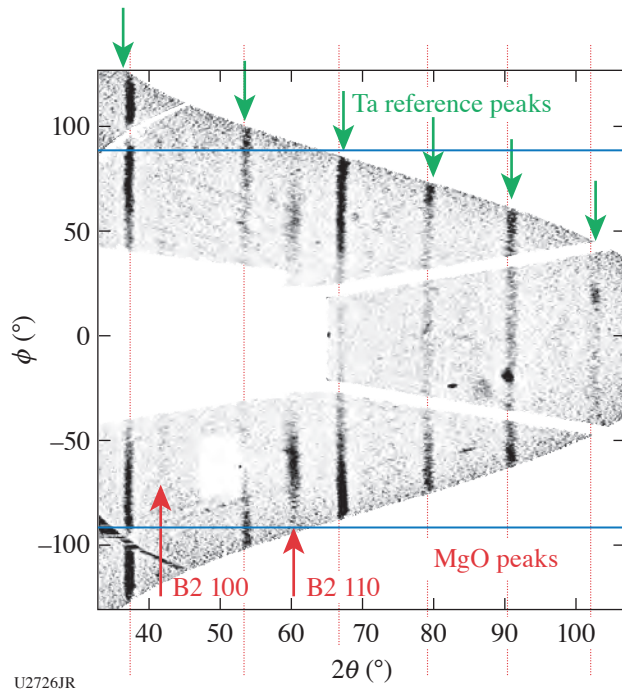 Ta reference peaks
100
50
0
–50
–100
ϕ (°)
MgO peaks
B2 100
B2 110
40 50 60 70 80 90 100
2θ (°)
U2726JR